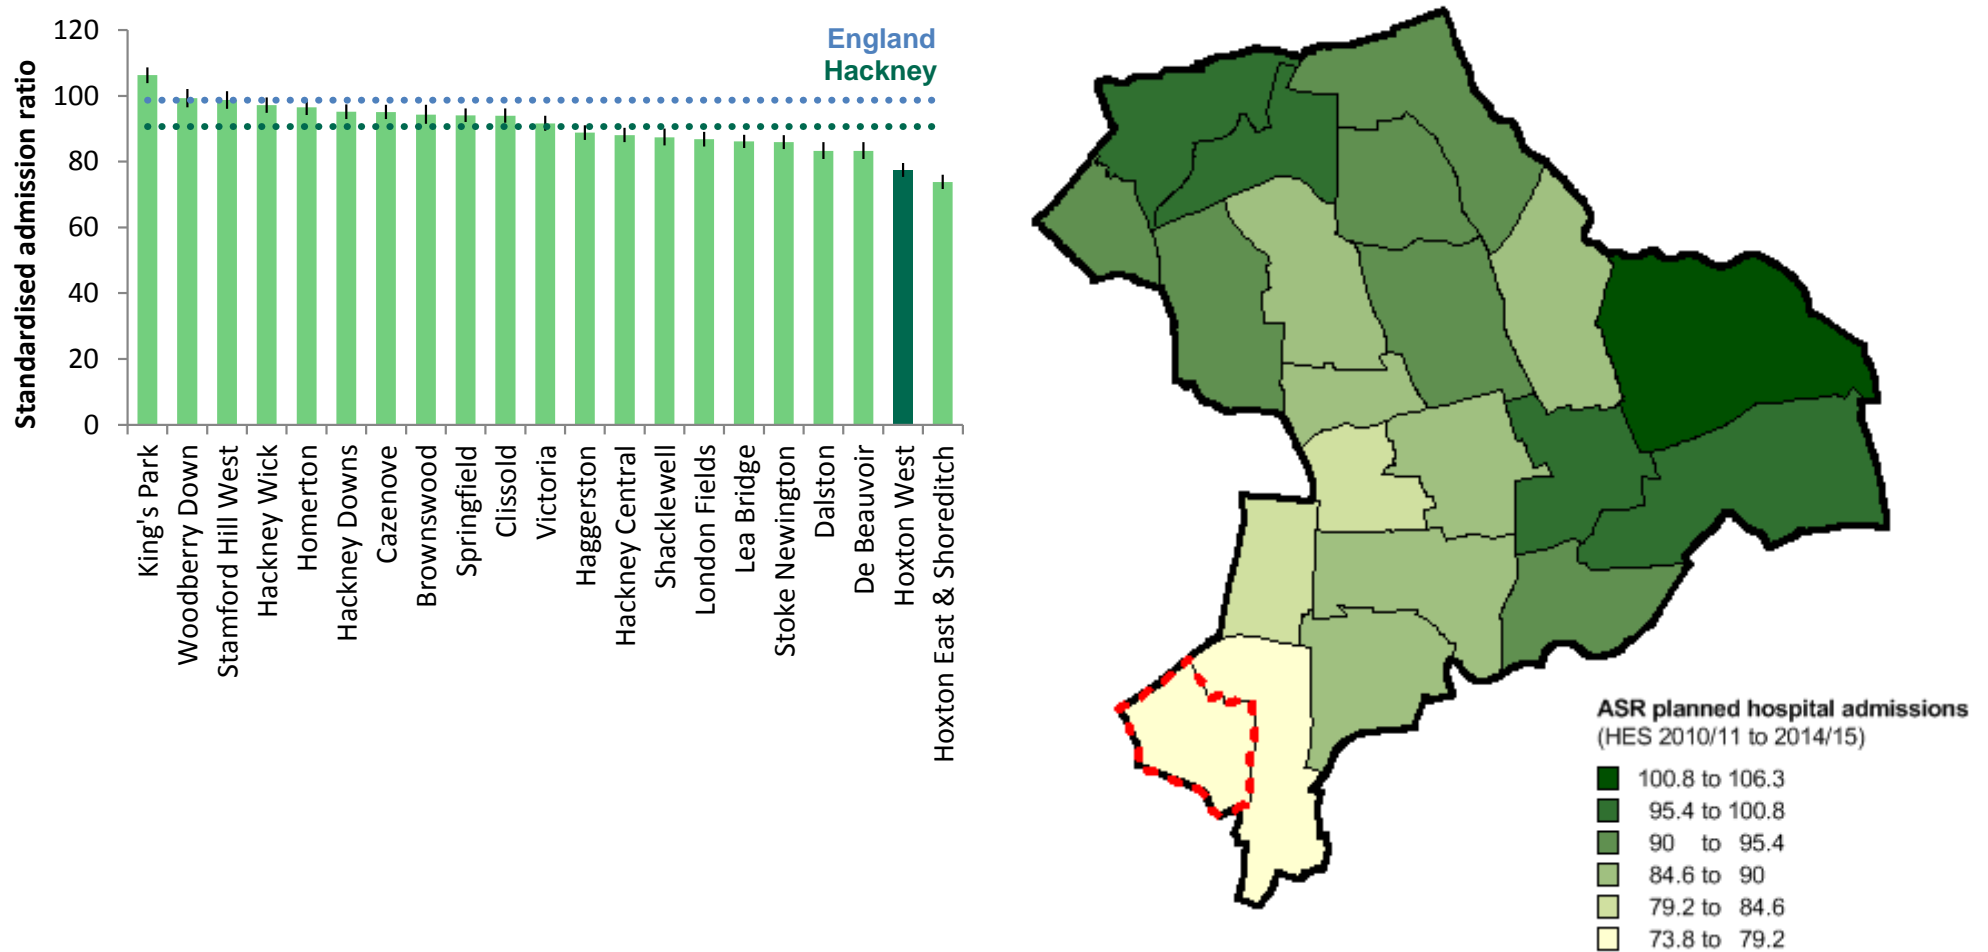 120
100
80
60
40
20
0
Standardised admission ratio
England
Hackney
King's Park
Woodberry Down
Stamford Hill West
Hackney Wick
Homerton
Hackney Downs
Cazenove
Brownswood
Springfield
Clissold
Victoria
Haggerston
Hackney Central
Shacklewell
London Fields
Lea Bridge
Stoke Newington
Dalston
De Beauvoir
Hoxton West
Hoxton East & Shoreditch
ASR planned hospital admissions
(HES 2010/11 to 2014/15)
100.8 to 106.3
95.4 to 100.8
90 to 95.4
84.6 to 90
79.2 to 84.6
73.8 to 79.2